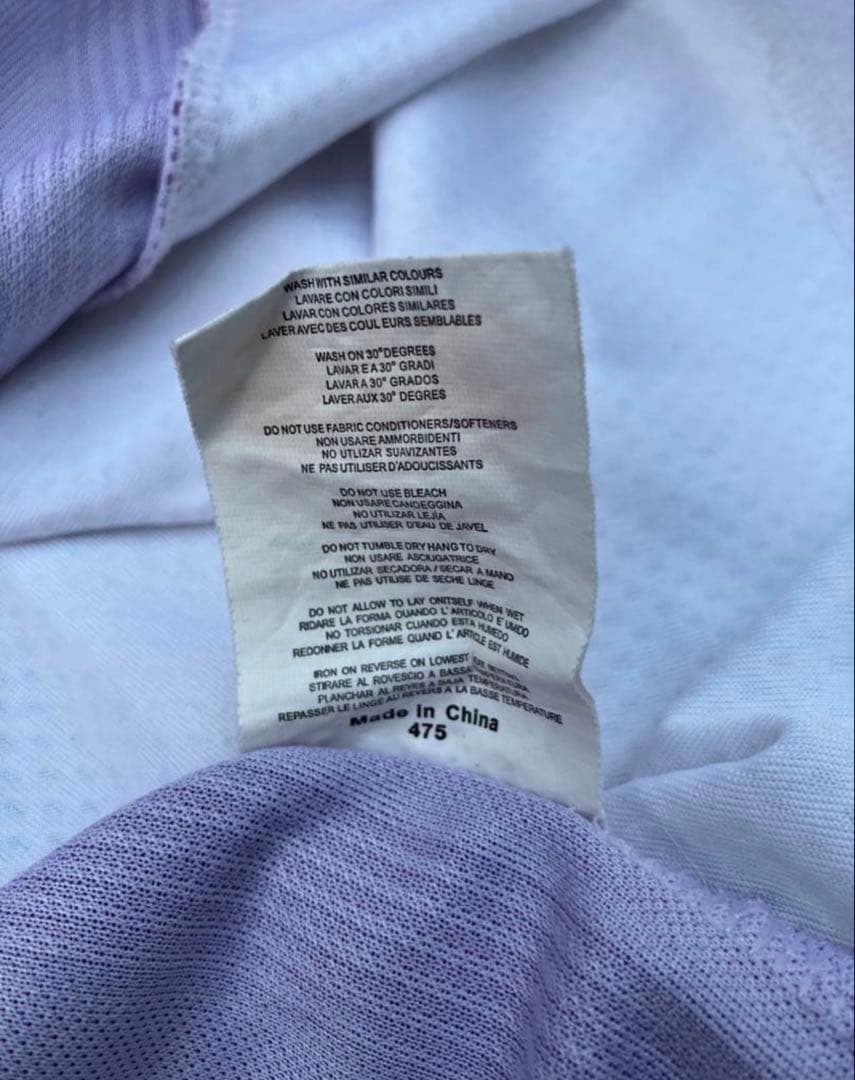 WASH WITH SIMILAR COLOURS
LAVARE CON COLORI SIMILI
LAVAR CON COLORES SIMILARES
LAVER AVEC DES COULEURS SEMBLABLES
WASH ON 30° DEGREES
LAVARE A 30° GRADI
LAVAR A 30° GRADOS
LAVER AUX 30° DEGRES
DO NOT USE FABRIC CONDITIONERS/SOFTENERS
NON USARE AMMORBIDENTI
NO UTLIZAR SUAVIZANTES
NE PAS UTILISER D'ADOUCISSANTS
DO NOT USE BLEACH
NON USARE CANDEGGINA
NO UTILIZAR LEJIA
NE PAS UTILISER D'EAU DE JAVEL
DO NOT TUMBLE DRY HANG TO DRY
NON USARE ASCIUGATRICE
NO UTILIZAR SECADORA / SECAR A MANO
NE PAS UTILISE DE SECHE LINGE
DO NOT ALLOW TO LAY ONITSELF WHEN WET
RIDARE LA FORMA QUANDO L' ARTICOLO E' UMIDO
NO TORSIONAR CUANDO ESTA HUMEDO
REDONNER LA FORME QUAND L' ARTICLE EST HUMIDE
IRON ON REVERSE ON LOWEST
STIRARE AL ROVESCIO A BASSA TEMPERATURA
PLANCHAR AL REVES A BAJA TEMPERATURA
REPASSER LE LINGE AU REVERS A LA BASSE TEMPERATURE
Made in China
475